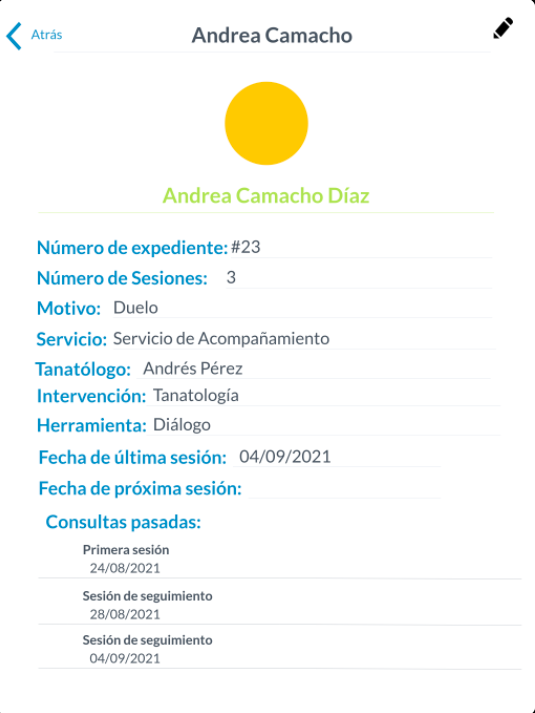 Atrás
Andrea Camacho
Andrea Camacho Díaz
Número de expediente: #23
Número de Sesiones: 3
Motivo: Duelo
Servicio: Servicio de Acompañamiento
Tanatólogo: Andrés Pérez
Intervención: Tanatología
Herramienta: Diálogo
Fecha de última sesión: 04/09/2021
Fecha de próxima sesión:
Consultas pasadas:
Primera sesión
24/08/2021
Sesión de seguimiento
28/08/2021
Sesión de seguimiento
04/09/2021